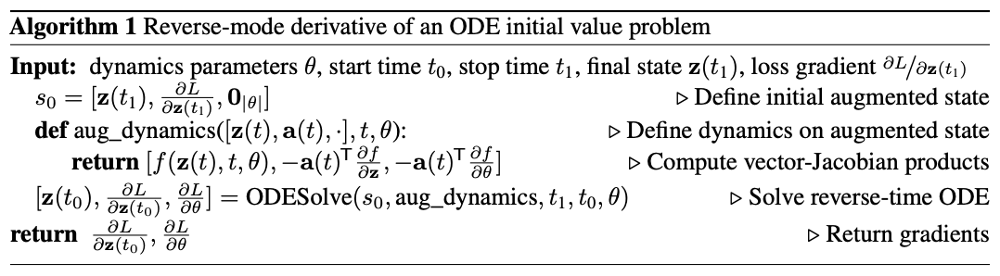 Algorithm 1 Reverse-mode derivative of an ODE initial value problem
Input: dynamics parameters θ, start time t₀, stop time t₁, final state 𝐳(t₁), loss gradient ∂L/∂𝐳(t₁)
s₀ = [𝐳(t₁), ∂L/∂𝐳(t₁), 𝟎_|θ|] ▷ Define initial augmented state
def aug_dynamics([𝐳(t), 𝐚(t), ·], t, θ): ▷ Define dynamics on augmented state
return [f(𝐳(t), t, θ), −𝐚(t)ᵀ ∂f/∂𝐳, −𝐚(t)ᵀ ∂f/∂θ] ▷ Compute vector-Jacobian products
[𝐳(t₀), ∂L/∂𝐳(t₀), ∂L/∂θ] = ODESolve(s₀, aug_dynamics, t₁, t₀, θ) ▷ Solve reverse-time ODE
return ∂L/∂𝐳(t₀), ∂L/∂θ ▷ Return gradients